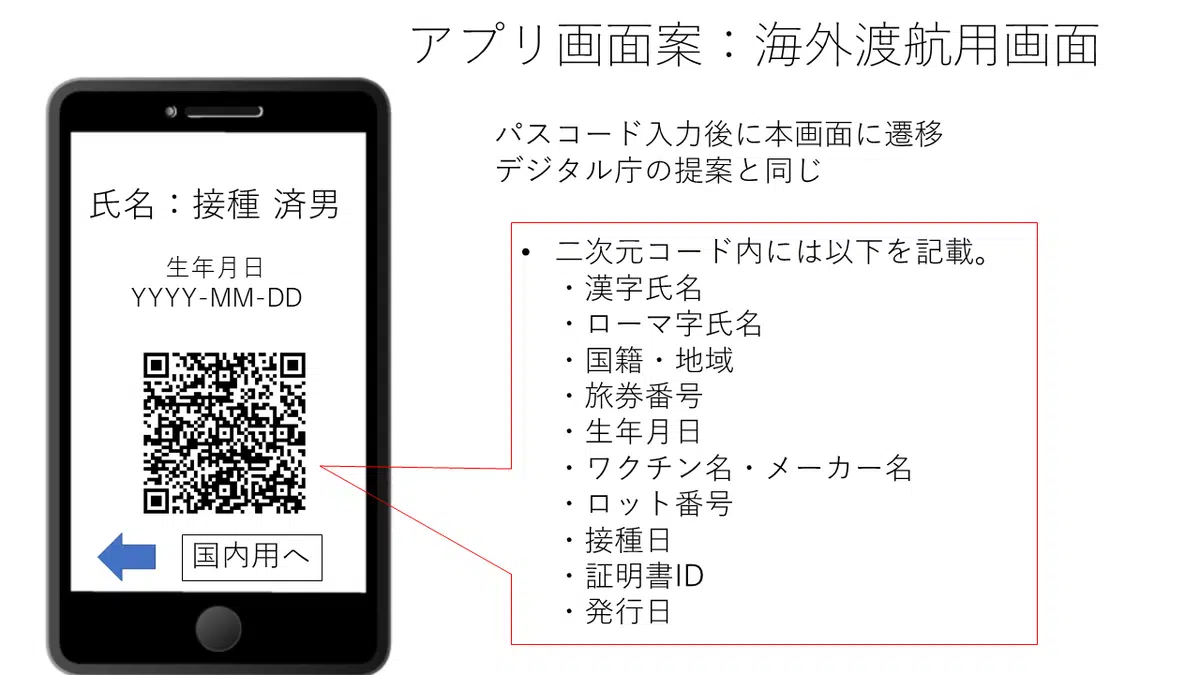 アプリ画面案：海外渡航用画面
パスコード入力後に本画面に遷移
デジタル庁の提案と同じ
氏名：接種 済男
生年月日
YYYY-MM-DD
国内用へ
• 二次元コード内には以下を記載。
・漢字氏名
・ローマ字氏名
・国籍・地域
・旅券番号
・生年月日
・ワクチン名・メーカー名
・ロット番号
・接種日
・証明書ID
・発行日